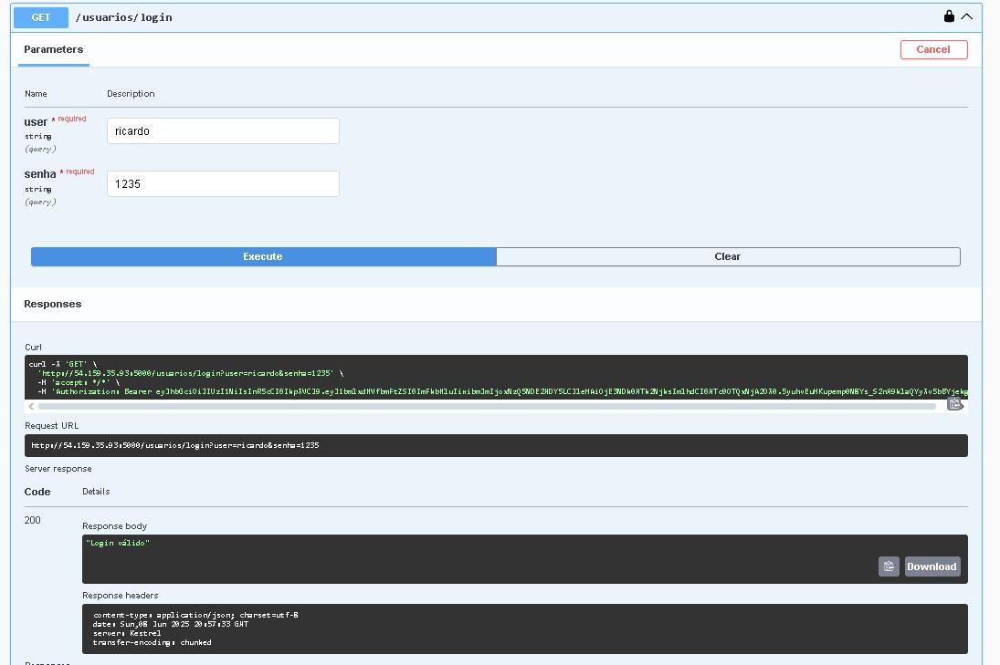 GET /usuarios/login
Parameters
Cancel
Name Description
user * required
string
(query)
ricardo
senha * required
string
(query)
1235
Execute
Clear
Responses
Curl
curl -X 'GET' \
'http://54.159.35.93:5000/usuarios/login?user=ricardo&senha=1235' \
-H 'accept: */*' \
-H 'Authorization: Bearer
Request URL
http://54.159.35.93:5000/usuarios/login?user=ricardo&senha=1235
Server response
Code Details
200
Response body
"Login válido"
Download
Response headers
content-type: application/json; charset=utf-8
date: Sun,08 Jun 2025 20:57:33 GMT
server: Kestrel
transfer-encoding: chunked
Responses